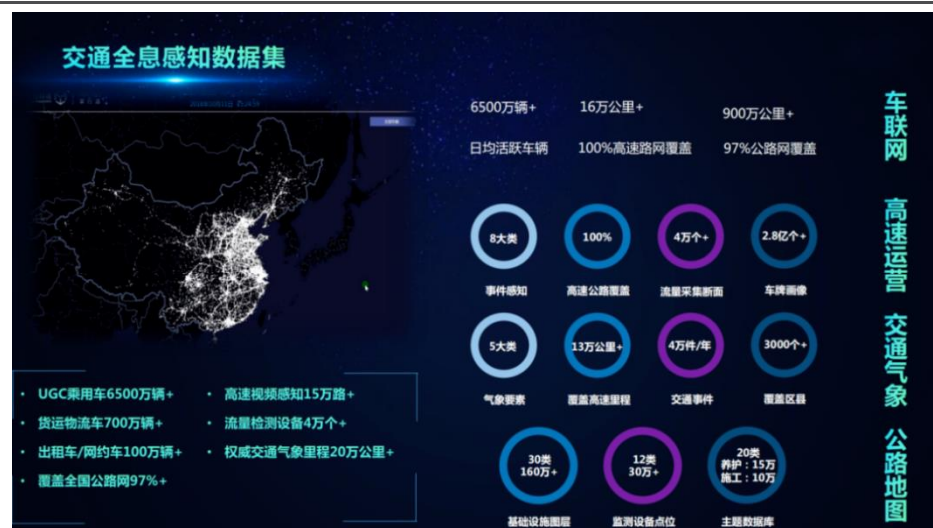 交通全息感知数据集
6500万辆+
16万公里+
900万公里+
日均活跃车辆
100%高速路网覆盖
97%公路网覆盖
车联网
8大类
100%
4万个+
2.8亿个+
事件感知
高速公路覆盖
流量采集断面
车牌画像
高速运营
5大类
13万公里+
4万件/年
3000个+
气象要素
覆盖高速里程
交通事件
覆盖区县
交通气象
• UGC乘用车6500万辆+
• 货运物流车700万辆+
• 出租车/网约车100万辆+
• 覆盖全国公路网97%+
• 高速视频感知15万路+
• 流量检测设备4万个+
• 权威交通气象里程20万公里+
30类
160万+
12类
30万+
20类
养护：15万
施工：10万
基础设施图层
监测设备点位
主题数据库
公路地图